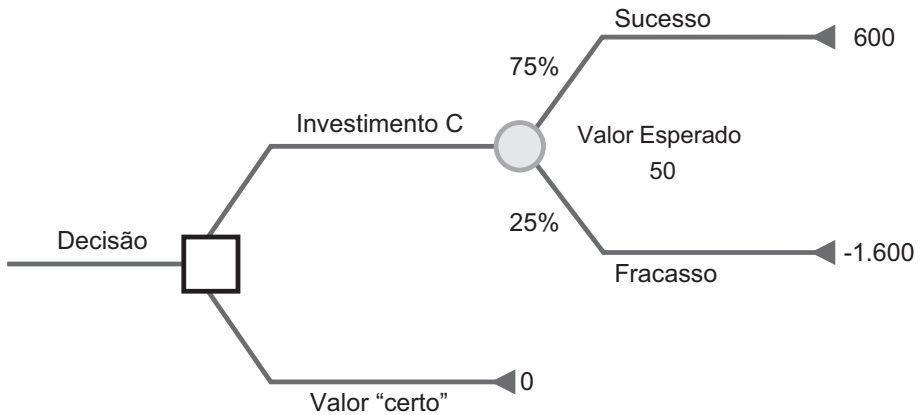 Sucesso
600
75%
Investimento C
Valor Esperado
50
25%
Decisão
-1.600
Fracasso
0
Valor “certo”